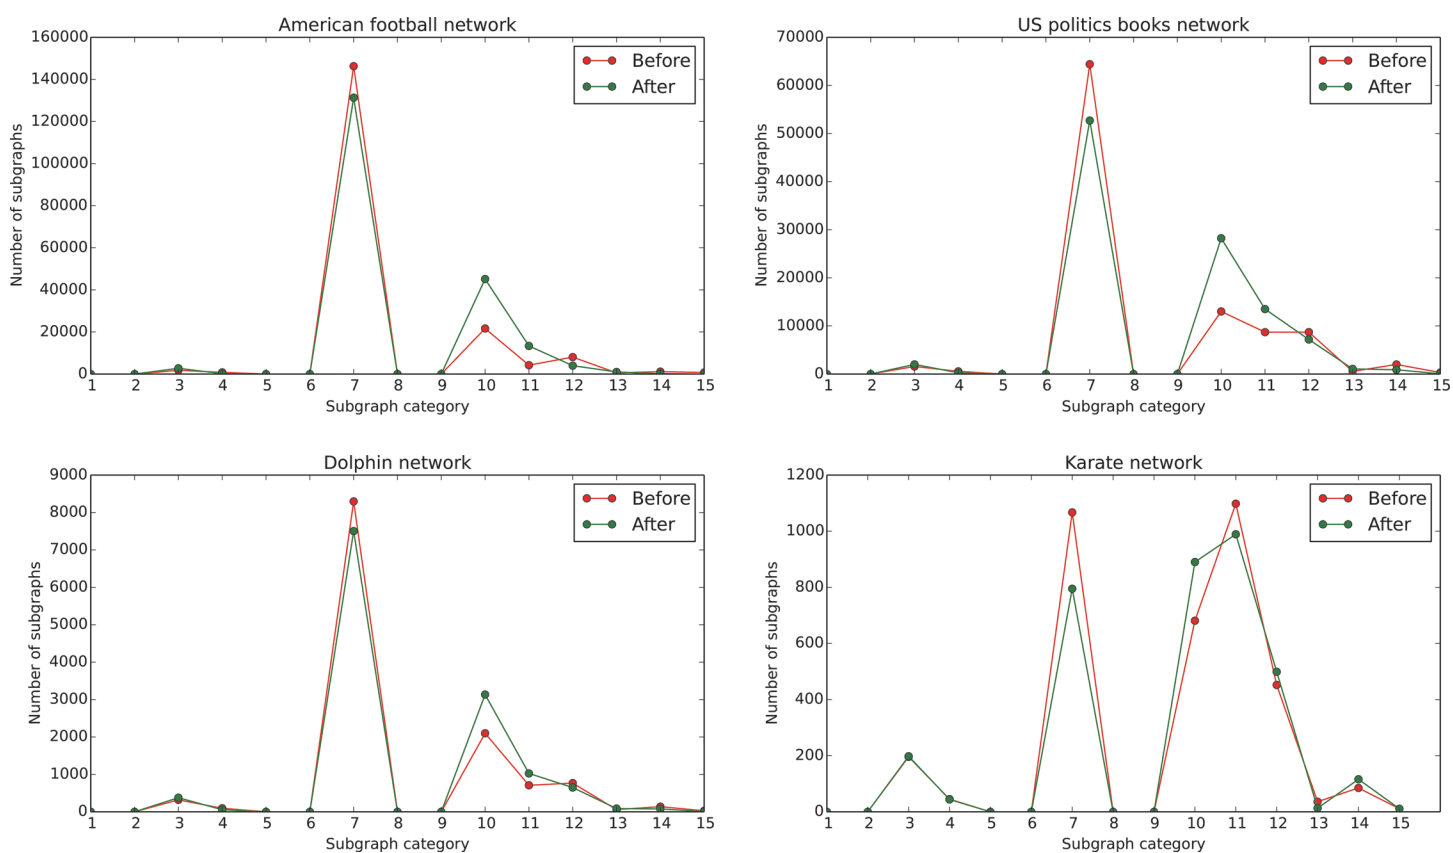 American football network
160000
140000
120000
100000
80000
60000
40000
20000
0
Number of subgraphs
1 2 3 4 5 6 7 8 9 10 11 12 13 14 15
Subgraph category
Before
After
US politics books network
70000
60000
50000
40000
30000
20000
10000
0
Number of subgraphs
1 2 3 4 5 6 7 8 9 10 11 12 13 14 15
Subgraph category
Before
After
Dolphin network
9000
8000
7000
6000
5000
4000
3000
2000
1000
0
Number of subgraphs
1 2 3 4 5 6 7 8 9 10 11 12 13 14 15
Subgraph category
Before
After
Karate network
1200
1000
800
600
400
200
0
Number of subgraphs
1 2 3 4 5 6 7 8 9 10 11 12 13 14 15
Subgraph category
Before
After